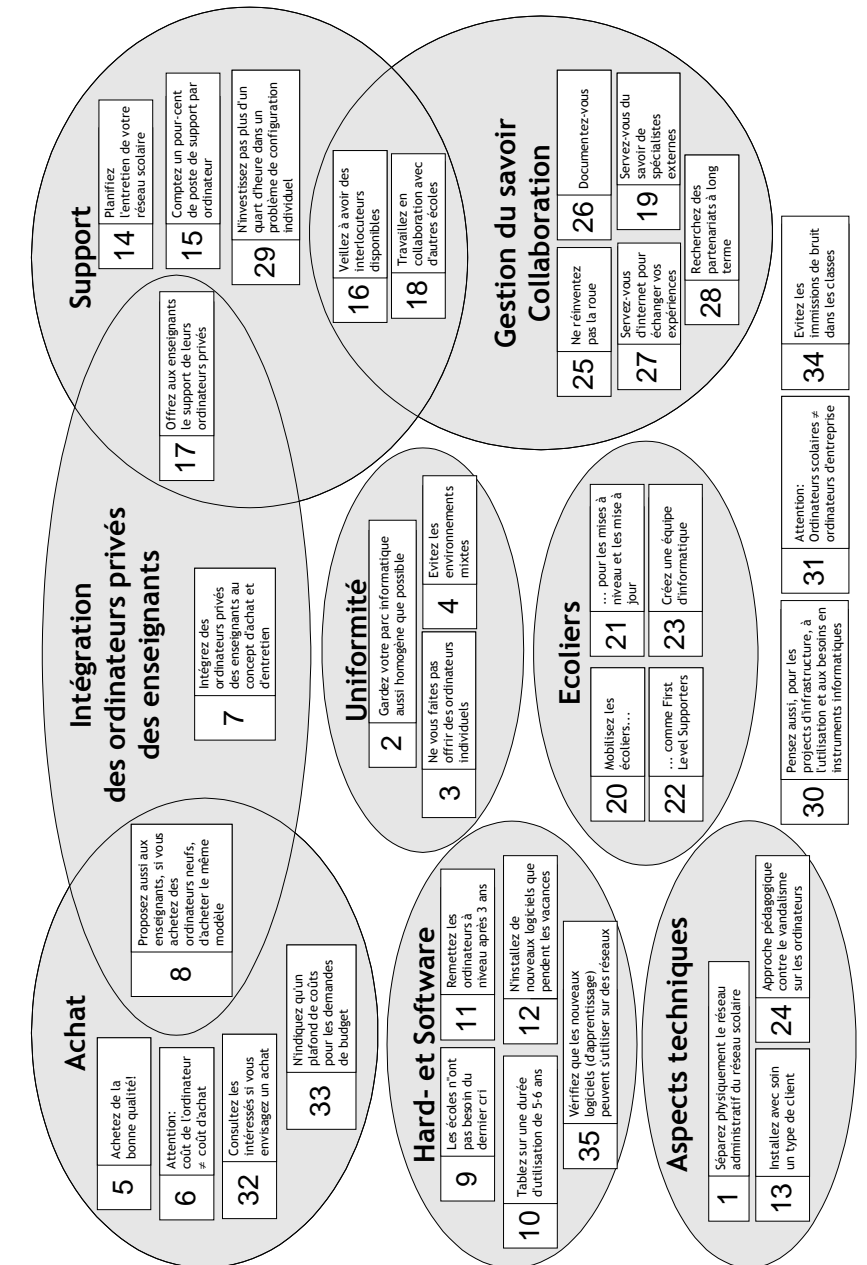 Achat
5
Achetez de la
bonne qualité!
6
Attention:
coût de l'ordinateur
≠ coût d'achat
32
Consultez les
intéressés si vous
envisagez un achat
33
N'indiquez qu'un
plafond de coûts
pour les demandes
de budget
8
Proposez aussi aux
enseignants, si vous
achetez des
ordinateurs neufs,
d'acheter le même
modèle
Intégration
des ordinateurs privés
des enseignants
7
Intégrez des
ordinateurs privés
des enseignants au
concept d'achat et
d'entretien
17
Offrez aux enseignants
le support de leurs
ordinateurs privés
Support
14
Planifiez
l'entretien de votre
réseau scolaire
15
Comptez un pour-cent
de poste de support par
ordinateur
29
N'investissez pas plus d'un
quart d'heure dans un
problème de configuration
individuel
16
Veillez à avoir des
interlocuteurs
disponibles
18
Travaillez en
collaboration avec
d'autres écoles
Hard- et Software
9
Les écoles n"ont
pas besoin du
dernier cri
11
Remettez les
ordinateurs à
niveau après 3 ans
10
Tablez sur une durée
d'utilisation de 5-6 ans
12
N'installez de
nouveaux logiciels que
pendent les vacances
35
Vérifiez que les nouveaux
logiciels (d'apprentissage)
peuvent s'utiliser sur des réseaux
Uniformité
2
Gardez votre parc informatique
aussi homogène que possible
3
Ne vous faites pas
offrir des ordinateurs
individuels
4
Evitez les
environnements
mixtes
Gestion du savoir
Collaboration
25
Ne réinventez
pas la roue
26
Documentez-vous
27
Servez-vous
d'internet pour
échanger vos
expériences
19
Servez-vous du
savoir de
spécialistes
externes
28
Recherchez des
partenariats à long
terme
Ecoliers
20
Mobilisez les
écoliers...
21
... pour les mises à
niveau et les mise à
jour
22
... comme First
Level Supporters
23
Créez une équipe
d'informatique
Aspects techniques
1
Séparez physiquement le réseau
administratif du réseau scolaire
13
Installez avec soin
un type de client
24
Approche pédagogique
contre le vandalisme
sur les ordinateurs
30
Pensez aussi, pour les
projects d'infrastructure, à
l'utilisation et aux besoins en
instruments informatiques
31
Attention:
Ordinateurs scolaires ≠
ordinateurs d'entreprise
34
Evitez les
immissions de bruit
dans les classes